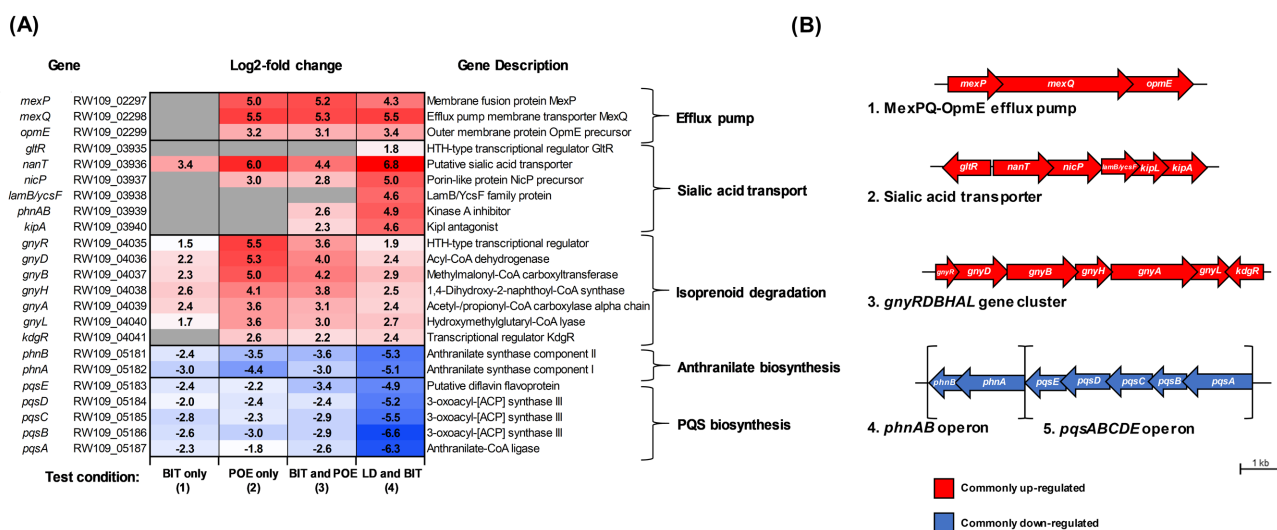 (A)
Gene Log2-fold change Gene Description
mexP RW109_02297 5.0 5.2 4.3 Membrane fusion protein MexP
mexQ RW109_02298 5.5 5.3 5.5 Efflux pump membrane transporter MexQ
opmE RW109_02299 3.2 3.1 3.4 Outer membrane protein OpmE precursor
Efflux pump
gltR RW109_03935 1.8 HTH-type transcriptional regulator GltR
nanT RW109_03936 3.4 6.0 4.4 6.6 Putative sialic acid transporter
nicP RW109_03937 3.0 2.8 5.0 Porin-like protein NicP precursor
lamB/ycsF RW109_03938 4.6 LamB/YcsF family protein
phnAB RW109_03939 2.6 4.9 Kinase A inhibitor
kipA RW109_03940 2.3 4.6 KipI antagonist
Sialic acid transport
gnyR RW109_04035 1.5 5.5 3.6 1.9 HTH-type transcriptional regulator
gnyD RW109_04036 2.2 5.3 4.0 2.4 Acyl-CoA dehydrogenase
gnyB RW109_04037 2.3 5.0 4.2 2.9 Methylmalonyl-CoA carboxyltransferase
gnyH RW109_04038 2.6 4.1 3.8 2.5 1,4-Dihydroxy-2-naphthoyl-CoA synthase
gnyA RW109_04039 2.4 3.6 3.1 2.4 Acetyl-/propionyl-CoA carboxylase alpha chain
gnyL RW109_04040 1.7 3.6 3.0 2.7 Hydroxymethylglutaryl-CoA lyase
kdgR RW109_04041 2.6 2.2 2.4 Transcriptional regulator KdgR
Isoprenoid degradation
phnB RW109_05181 -2.4 -3.5 -3.6 -5.3 Anthranilate synthase component II
phnA RW109_05182 -3.0 -4.4 -3.0 -5.1 Anthranilate synthase component I
Anthranilate biosynthesis
pqsE RW109_05183 -2.4 -2.2 -3.4 -4.9 Putative diflavin flavoprotein
pqsD RW109_05184 -2.0 -2.4 -2.4 -5.2 3-oxoacyl-[ACP] synthase III
pqsC RW109_05185 -2.8 -2.3 -2.9 -5.5 3-oxoacyl-[ACP] synthase III
pqsB RW109_05186 -2.6 -3.0 -2.9 -6.6 3-oxoacyl-[ACP] synthase III
pqsA RW109_05187 -2.3 -1.8 -2.6 -6.3 Anthranilate-CoA ligase
PQS biosynthesis
Test condition: BIT only POE only BIT and POE LD and BIT
(1) (2) (3) (4)
(B)
mexP mexQ opmE
1. MexPQ-OpmE efflux pump
gltR nanT nicP lamB/ycsF kipL kipA
2. Sialic acid transporter
gnyR gnyD gnyB gnyH gnyA gnyL kdgR
3. gnyRDBHAL gene cluster
phnB phnA pqsE pqsD pqsC pqsB pqsA
4. phnAB operon 5. pqsABCDE operon
1 kb
Commonly up-regulated
Commonly down-regulated